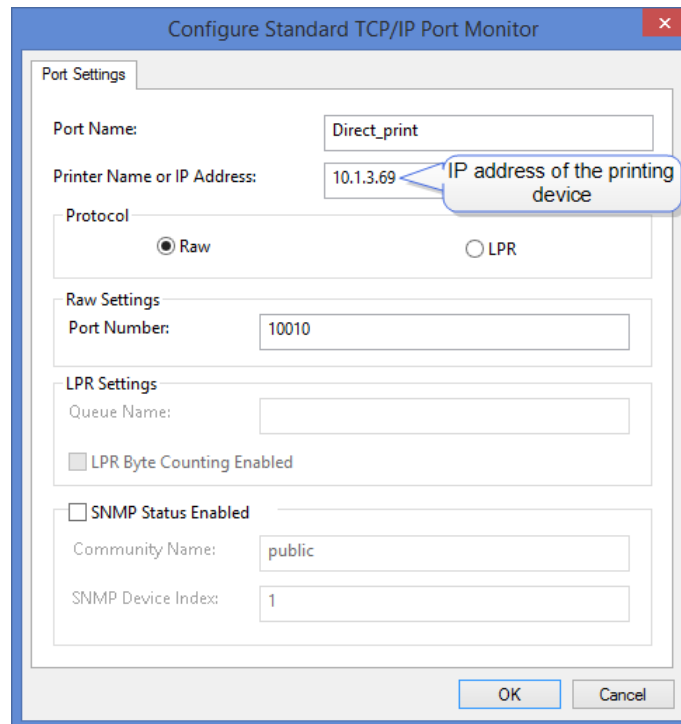 Configure Standard TCP/IP Port Monitor
Port Settings
Port Name: Direct_print
Printer Name or IP Address: 10.1.3.69
IP address of the printing
device
Protocol
Raw LPR
Raw Settings
Port Number: 10010
LPR Settings
Queue Name:
LPR Byte Counting Enabled
SNMP Status Enabled
Community Name: public
SNMP Device Index: 1
OK Cancel